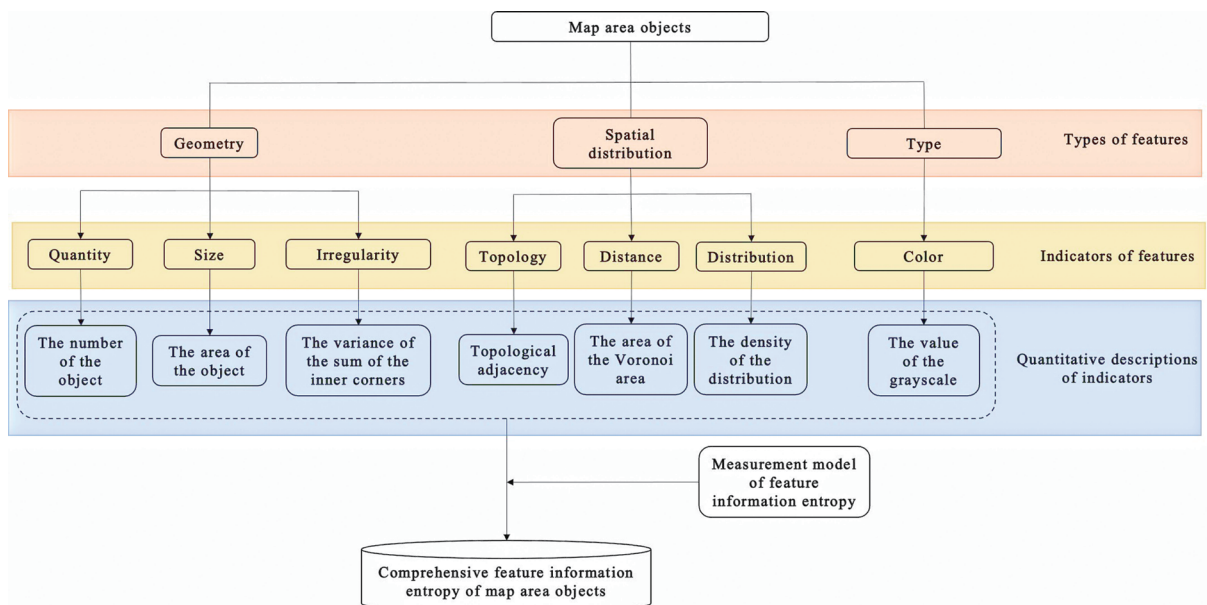 Map area objects
Geometry
Spatial
distribution
Type
Types of features
Quantity
Size
Irregularity
Topology
Distance
Distribution
Color
Indicators of features
The number
of the
object
The area of
the object
The variance
of the sum of the
inner corners
Topological
adjacency
The area of
the Voronoi
area
The density
of the
distribution
The value
of the
grayscale
Quantitative descriptions
of indicators
Measurement model
of feature
information entropy
Comprehensive feature information
entropy of map area objects